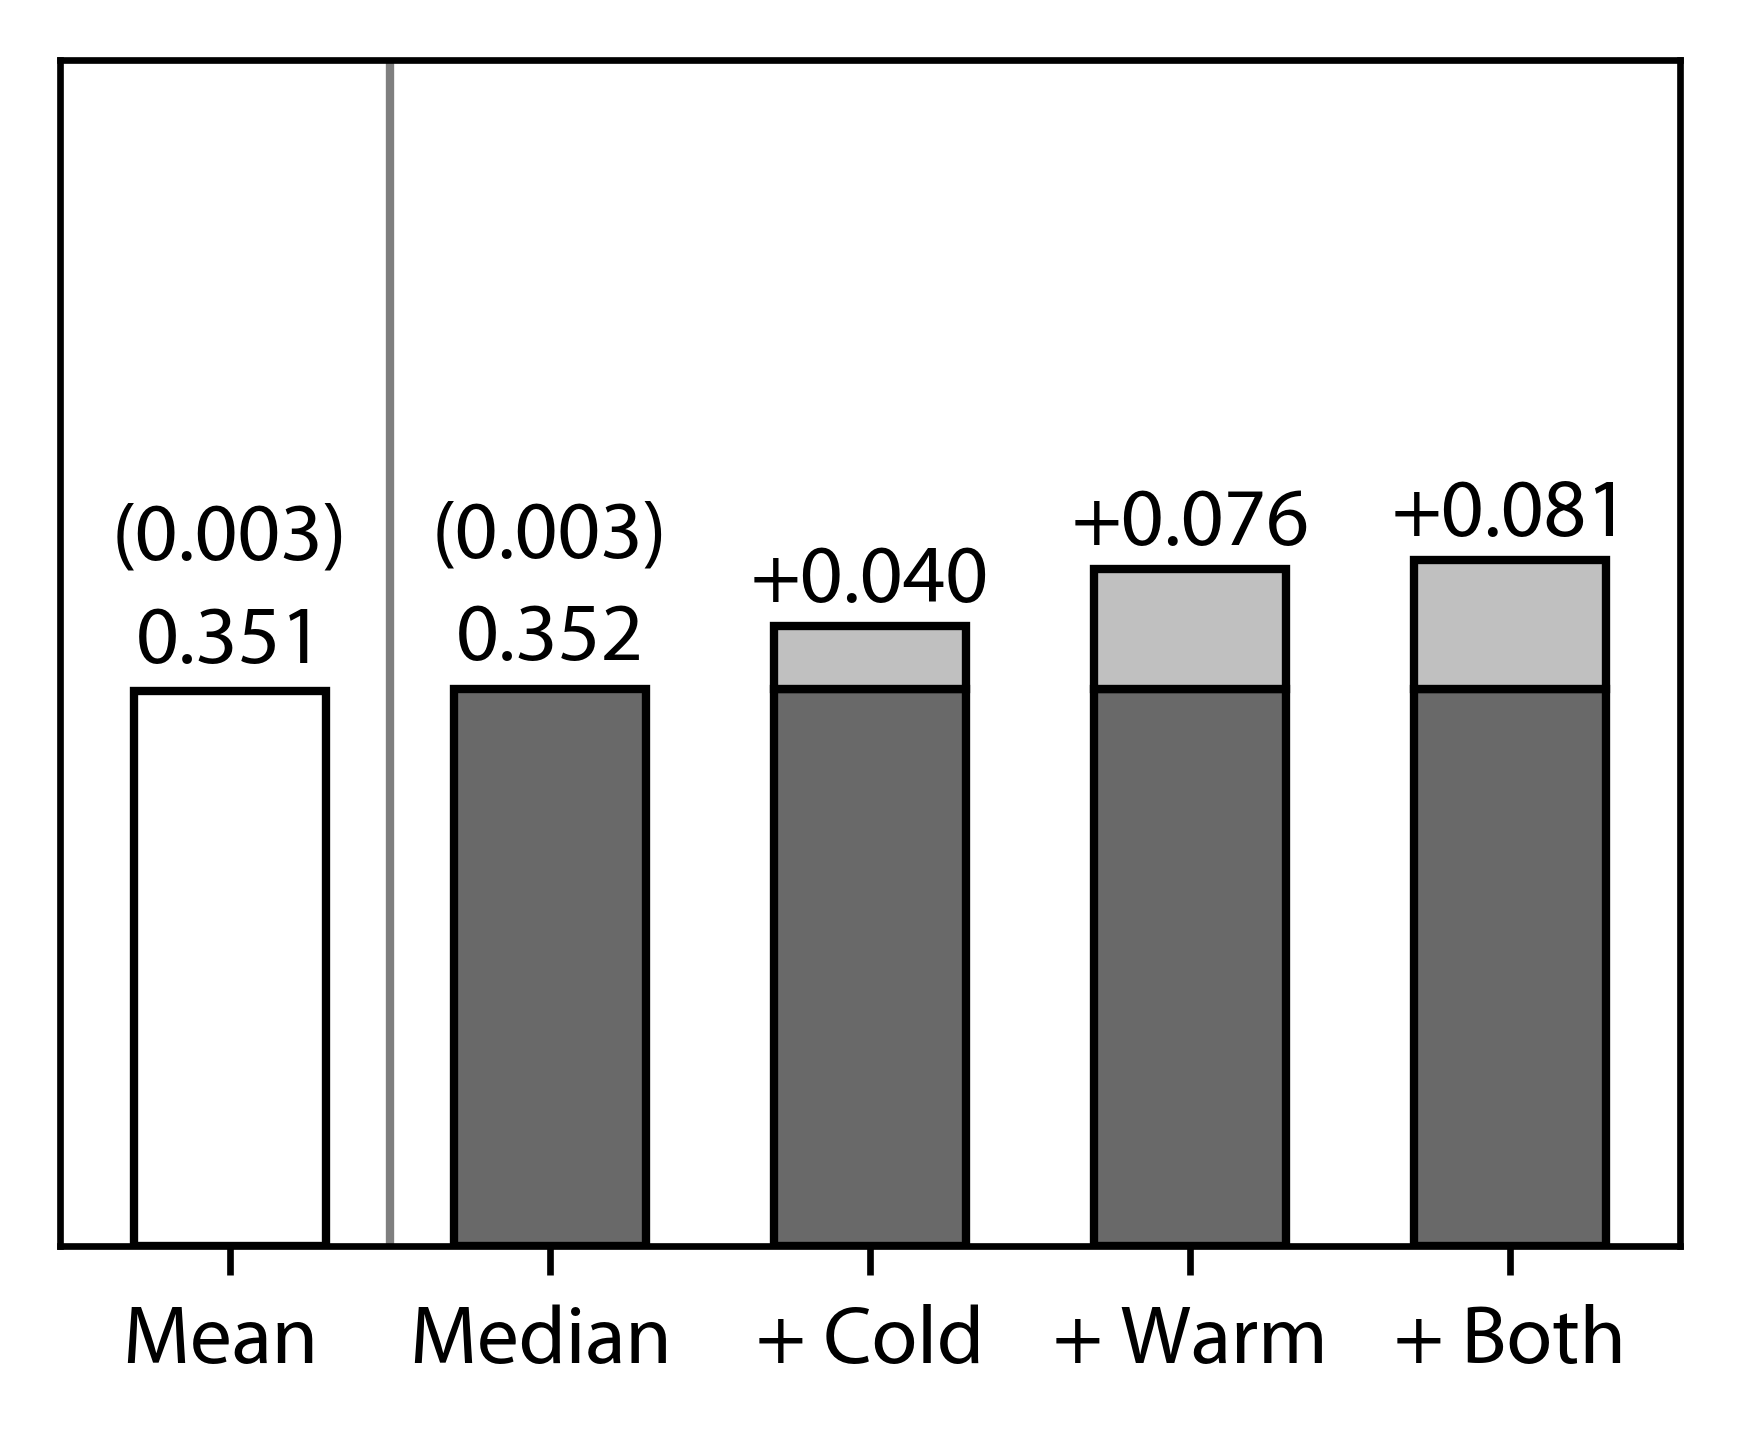 (0.003)
0.351
(0.003)
0.352
+0.040
+0.076
+0.081
Mean
Median
+ Cold
+ Warm
+ Both